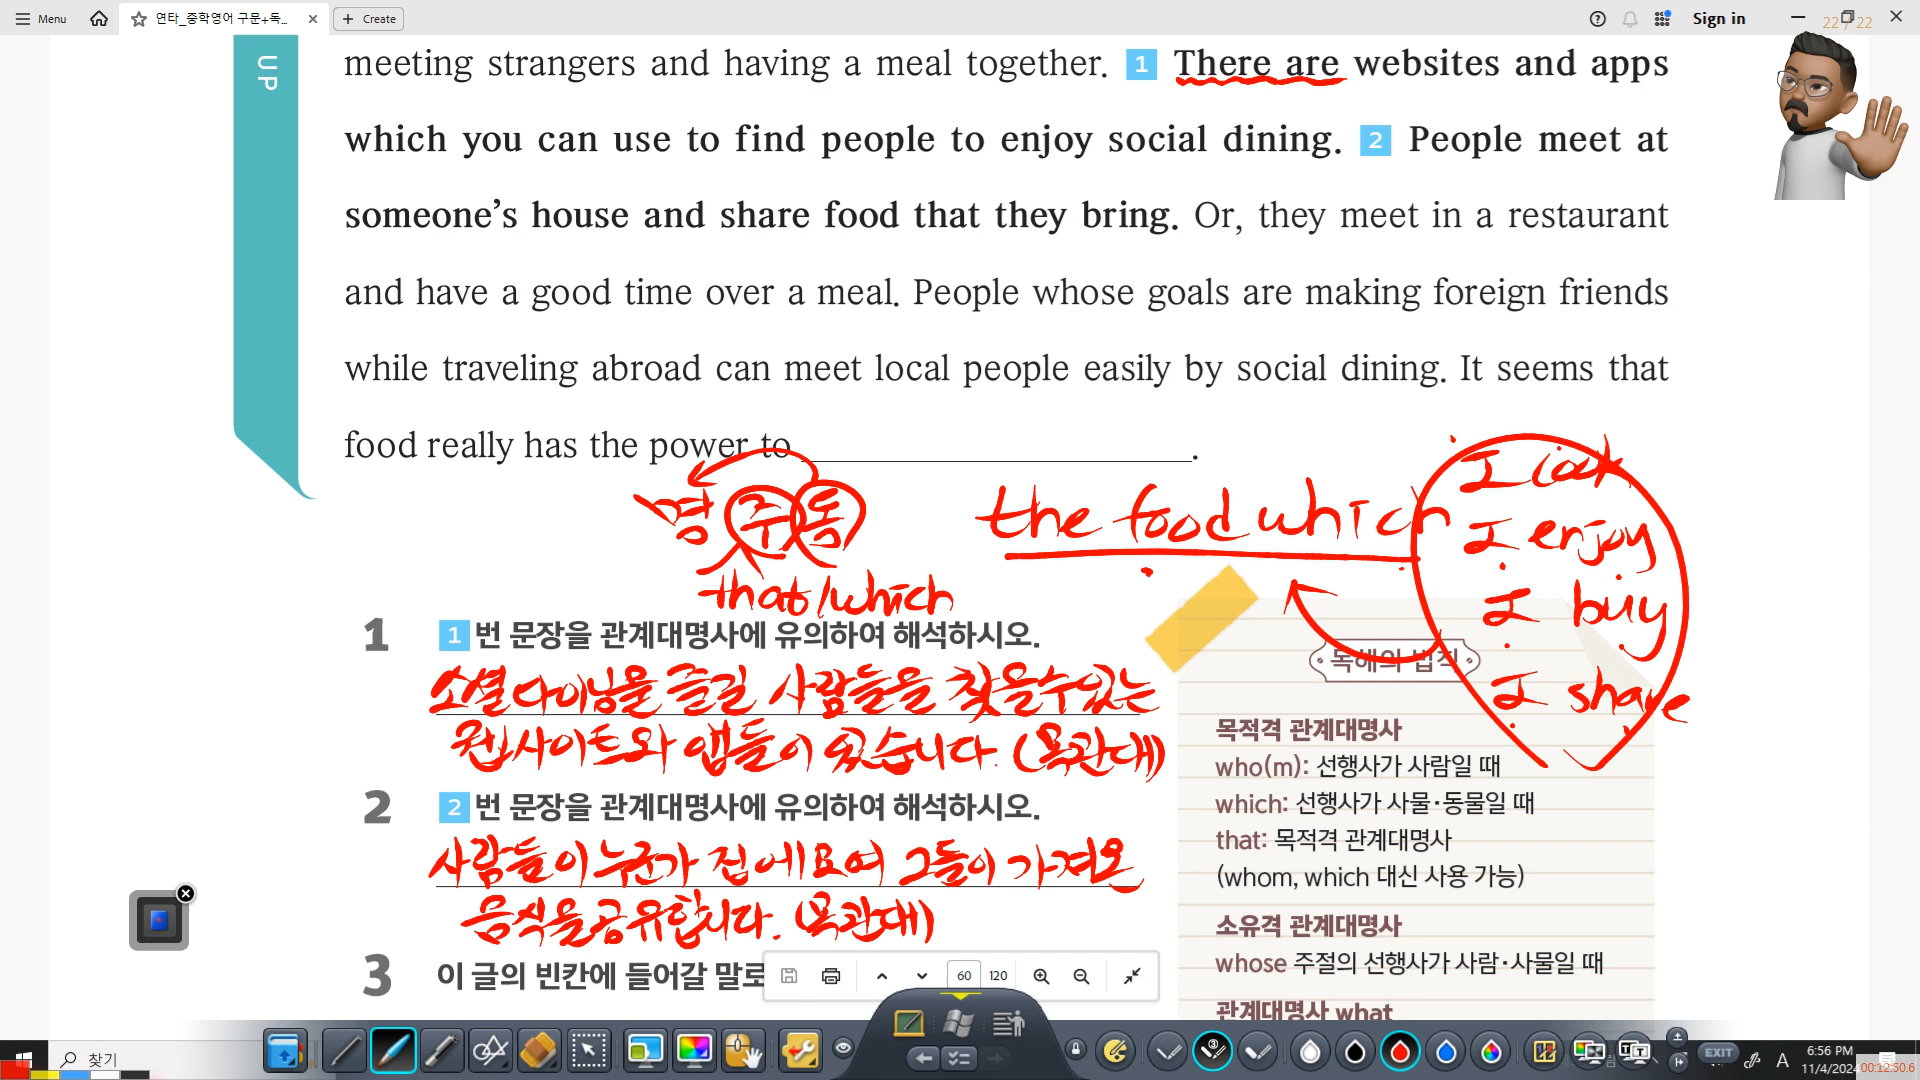 Menu
연타_중학영어 구문+독...
Create
Sign in
22 / 22
UP
meeting strangers and having a meal together. 1 There are websites and apps
which you can use to find people to enjoy social dining. 2 People meet at
someone's house and share food that they bring. Or, they meet in a restaurant
and have a good time over a meal. People whose goals are making foreign friends
while traveling abroad can meet local people easily by social dining. It seems that
food really has the power to ____________________.
명 주 동
that/which
the food which
I cook
I enjoy
I buy
I share
1 1번 문장을 관계대명사에 유의하여 해석하시오.
소셜다이닝을 즐길 사람들을 찾을수있는
웹사이트와 앱들이 있습니다. (목관대)
2 2번 문장을 관계대명사에 유의하여 해석하시오.
사람들이 누군가 집에모여 그들이 가져온
음식을공유합니다. (목관대)
3 이 글의 빈칸에 들어갈 말로
독해의 법칙
목적격 관계대명사
who(m): 선행사가 사람일 때
which: 선행사가 사물·동물일 때
that: 목적격 관계대명사
(whom, which 대신 사용 가능)
소유격 관계대명사
whose 주절의 선행사가 사람·사물일 때
관계대명사 what
60 120
찾기
EXIT
A
6:56 PM
11/4/2024
00:12:50.6